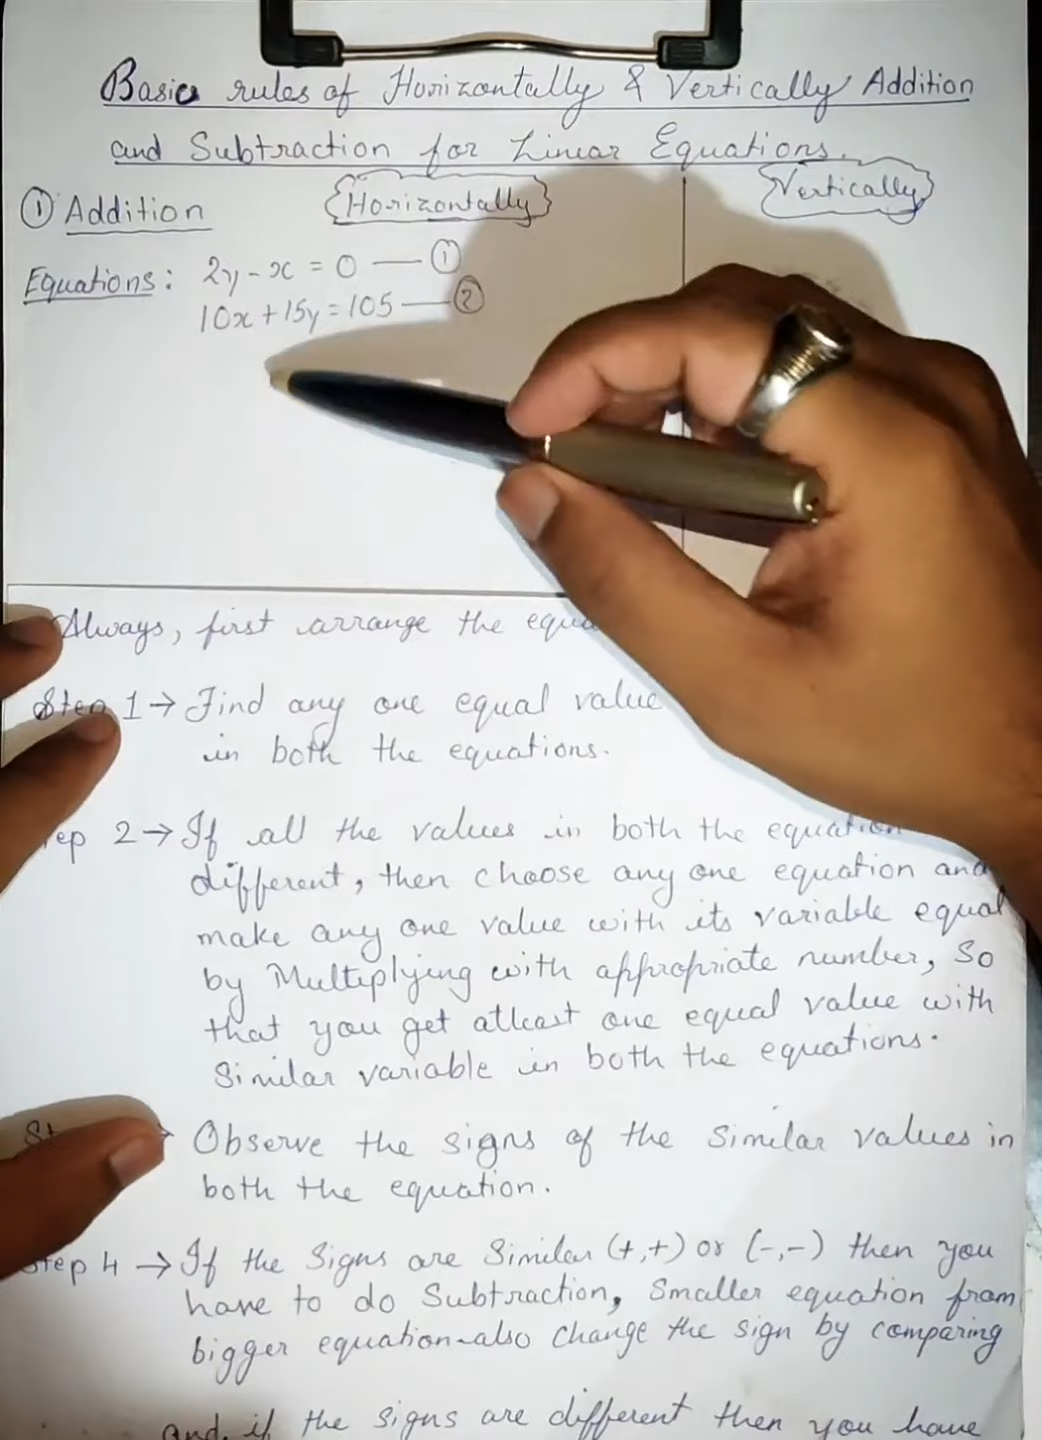 Basic rules of Horizontally & Vertically Addition
and Subtraction for Linear Equations.
① Addition
Horizontally
Vertically
Equations: 2y - x = 0 — ①
10x + 15y = 105 — ②
Always, first arrange the
Step 1 → Find any one equal value
in both the equations.
2 → If all the values in both the equation
different, then choose any one equation and
make any one value with its variable equal
by Multiplying with appropriate number, So
that you get atleast one equal value with
Similar variable in both the equations.
Observe the signs of the similar values in
both the equation.
Step 4 → If the Signs are Similar (+,+) or (-,-) then you
have to do Subtraction, Smaller equation from
bigger equation also change the sign by comparing
and, if the signs are different then you have